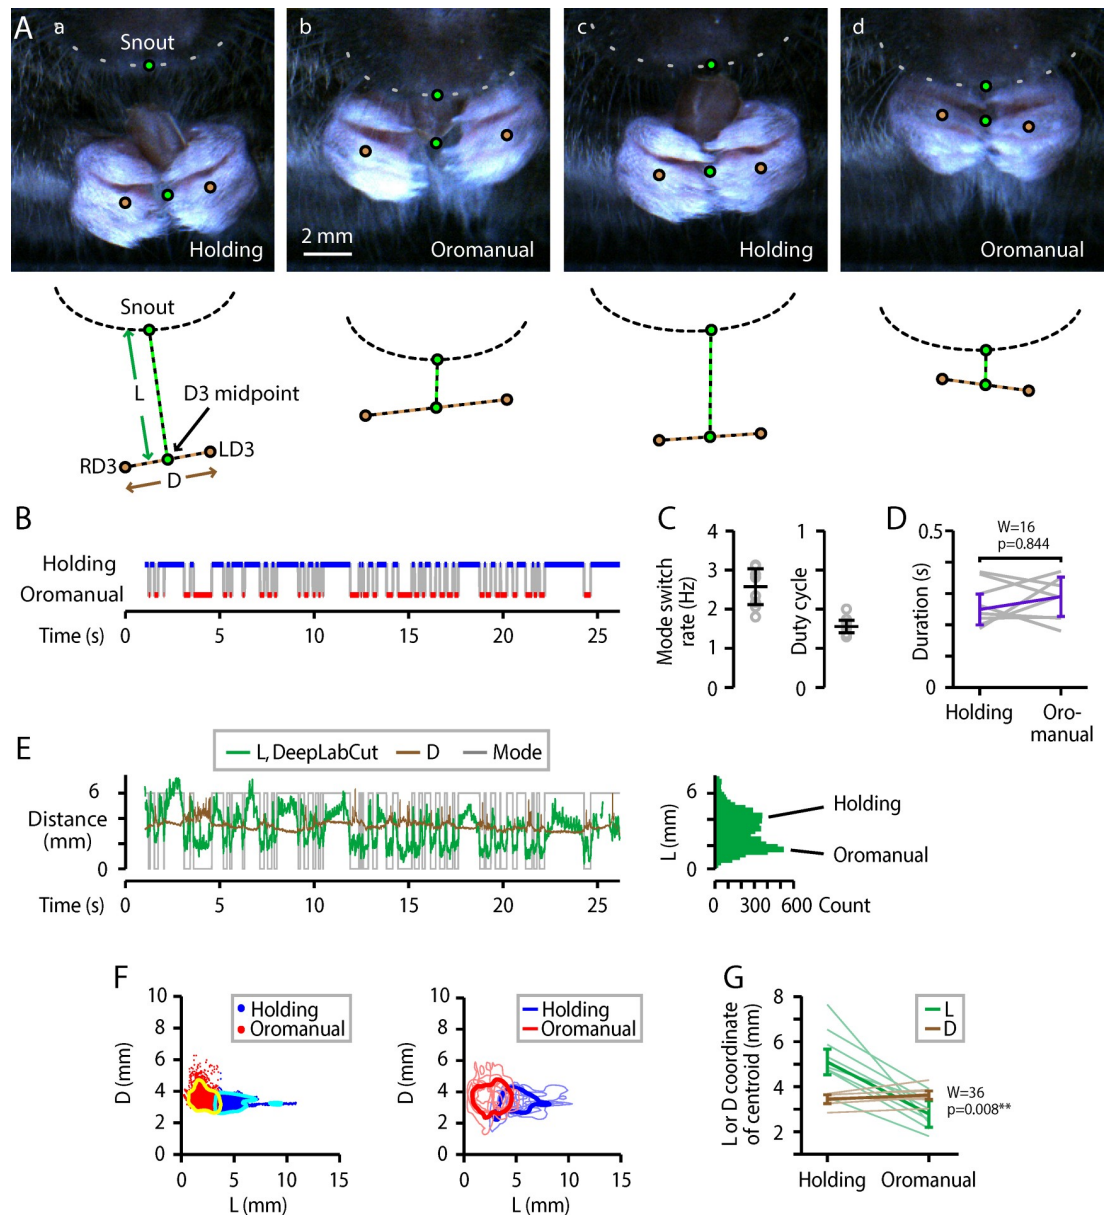 A
a
Snout
Holding
b
2 mm
Oromanual
c
Holding
d
Oromanual
Snout
L
D3 midpoint
RD3
LD3
D
B
Holding
Oromanual
Time (s)
0 5 10 15 20 25
C
Mode switch
rate (Hz)
4
3
2
1
0
Duty cycle
1
0
D
W=16
p=0.844
Duration (s)
0.5
0
Holding
Oro-
manual
E
L, DeepLabCut
D
Mode
Distance
(mm)
6
0
Time (s)
0 5 10 15 20 25
L (mm)
6
0
Holding
Oromanual
0 300 600 Count
F
D (mm)
10
8
6
4
2
0
Holding
Oromanual
0 5 10 15
L (mm)
D (mm)
10
8
6
4
2
0
Holding
Oromanual
0 5 10 15
L (mm)
G
L or D coordinate
of centroid (mm)
8
6
4
2
L
D
W=36
p=0.008**
Holding
Oromanual